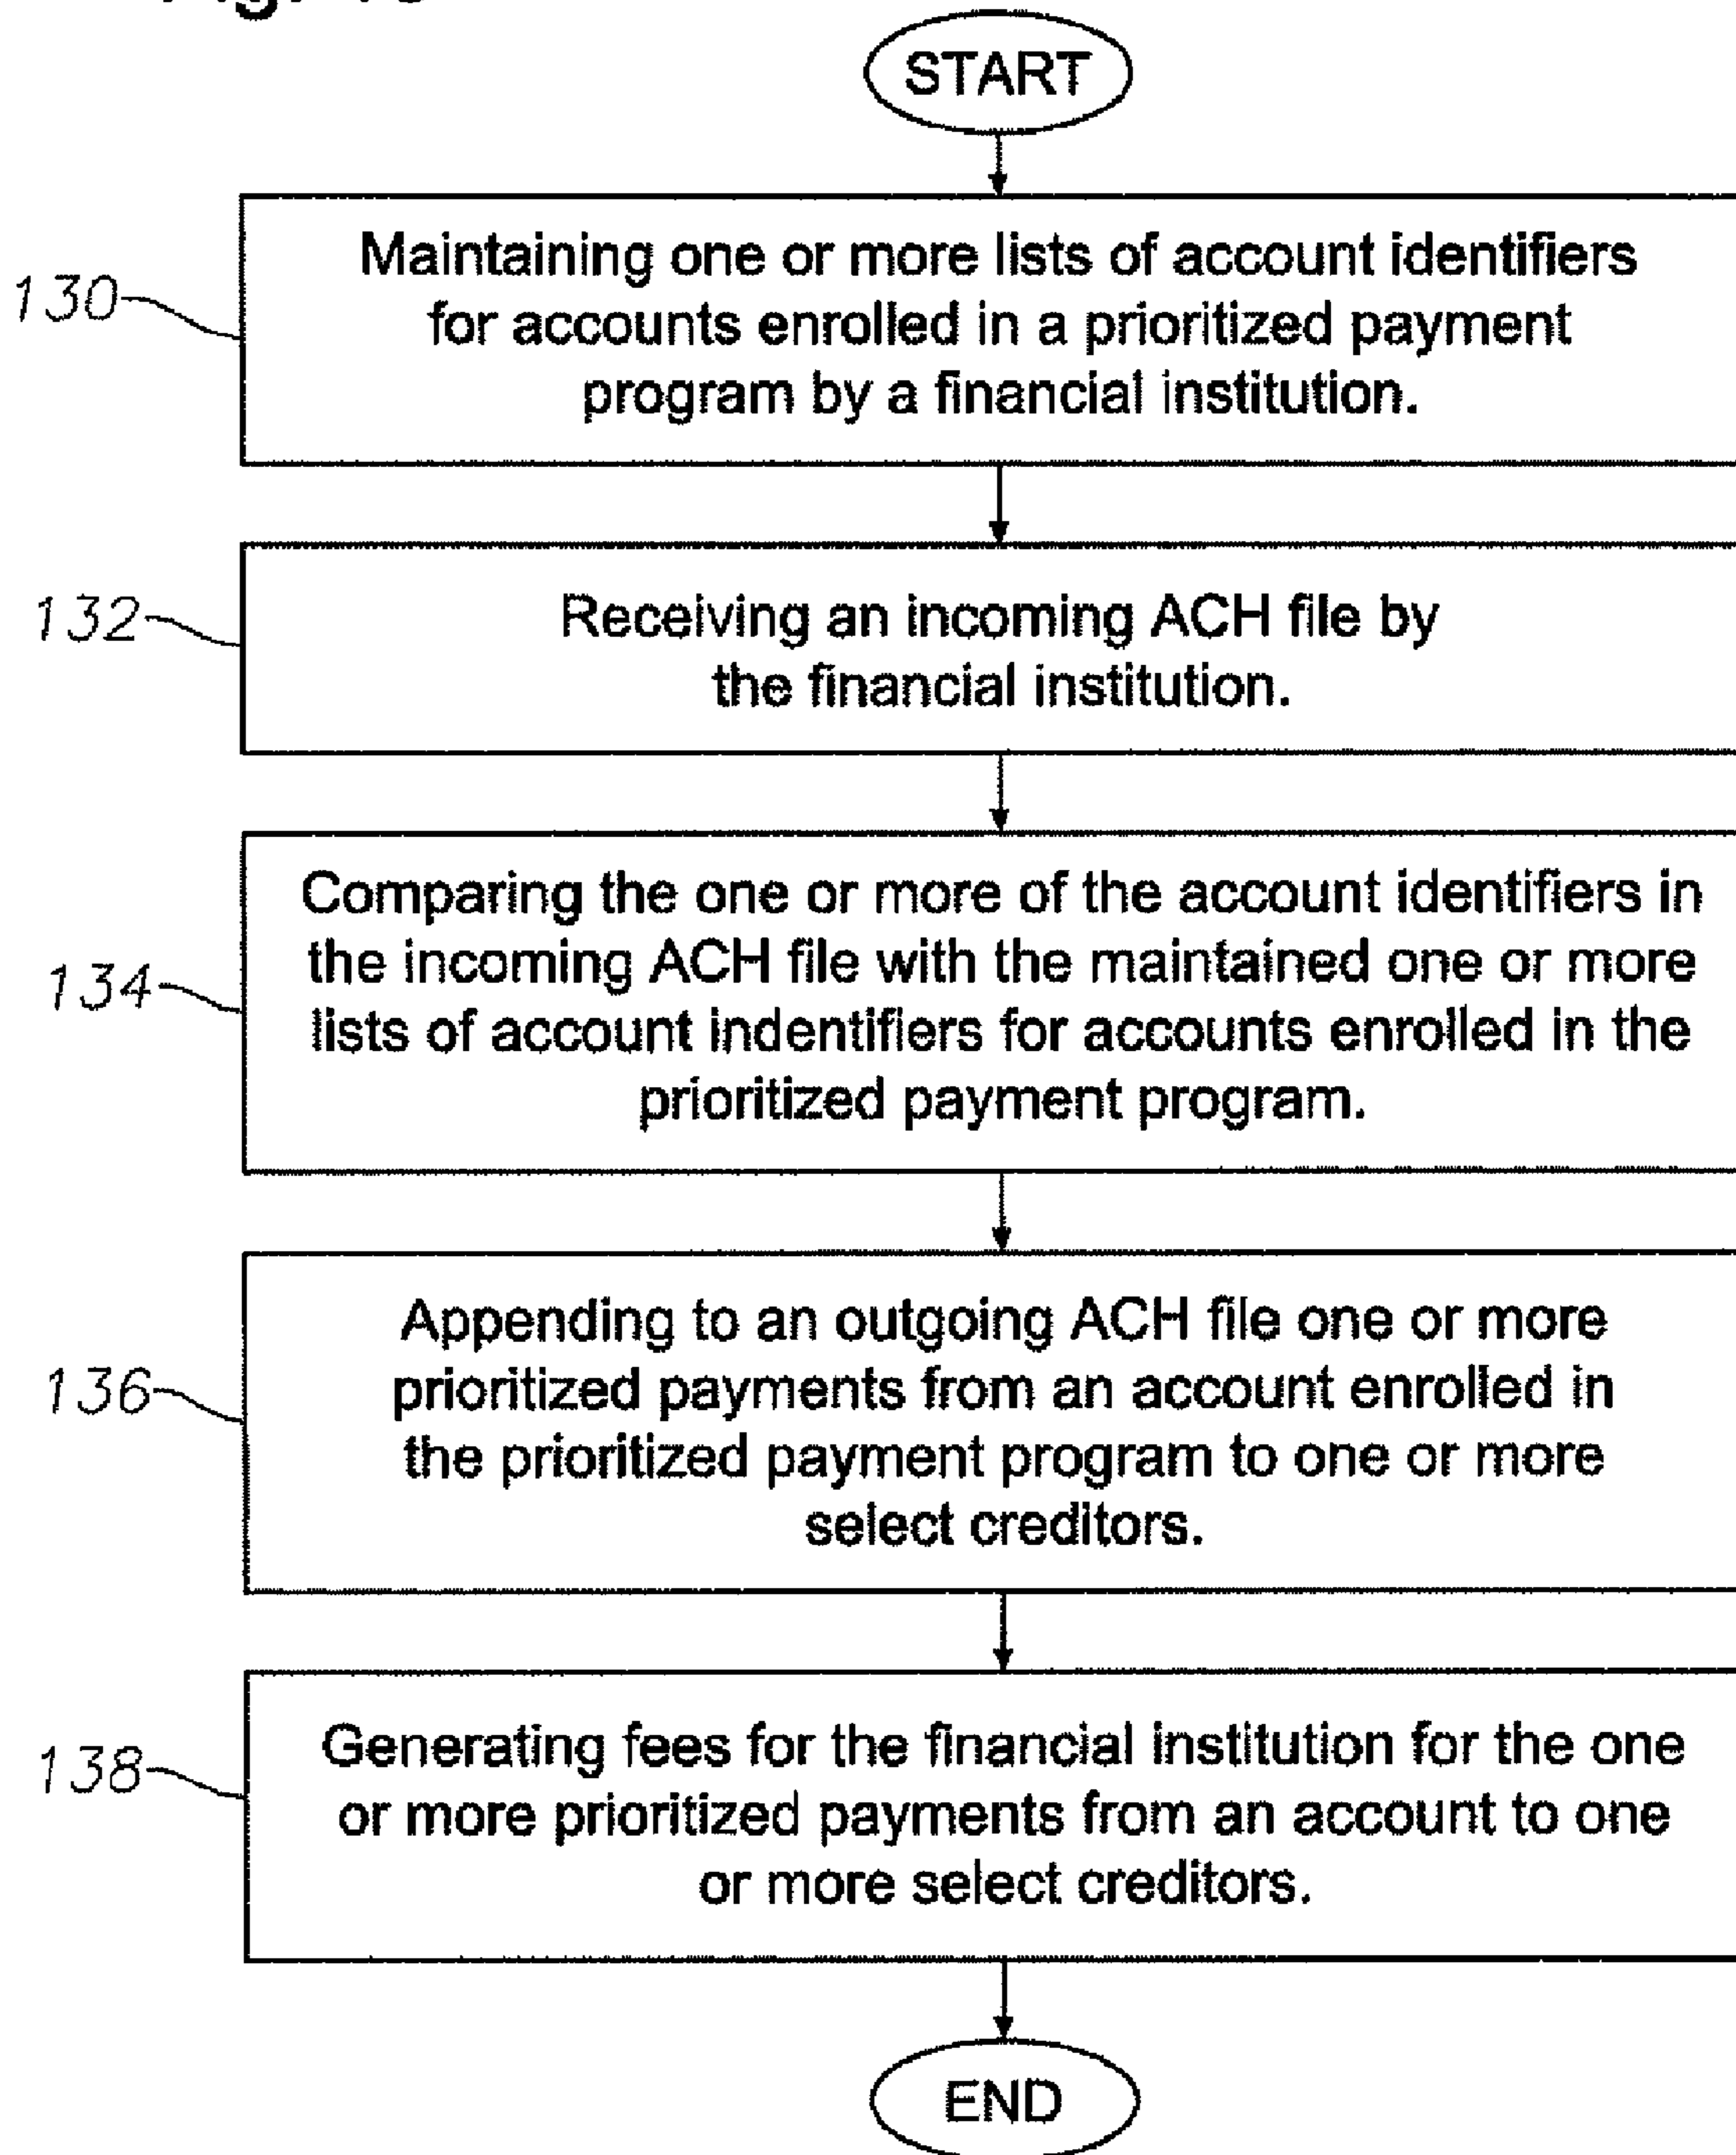 START
130
Maintaining one or more lists of account identifiers
for accounts enrolled in a prioritized payment
program by a financial institution.
132
Receiving an incoming ACH file by
the financial institution.
134
Comparing the one or more of the account identifiers in
the incoming ACH file with the maintained one or more
lists of account indentifiers for accounts enrolled in the
prioritized payment program.
136
Appending to an outgoing ACH file one or more
prioritized payments from an account enrolled in
the prioritized payment program to one or more
select creditors.
138
Generating fees for the financial institution for the one
or more prioritized payments from an account to one
or more select creditors.
END